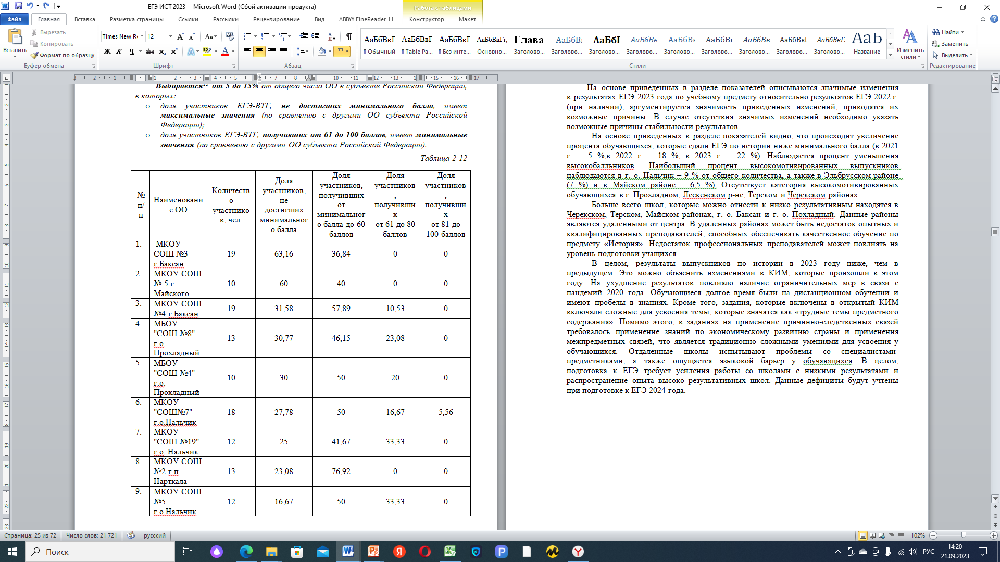 ЕГЭ ИСТ 2023 - Microsoft Word (Сбой активации продукта)
Работа с таблицами
Файл
Главная
Вставка
Разметка страницы
Ссылки
Рассылки
Рецензирование
Вид
ABBYY FineReader 11
Конструктор
Макет
Вставить
Вырезать
Копировать
Формат по образцу
Буфер обмена
Times New Rc
12
Шрифт
Абзац
АаБбВвГ
АаБбВвГ
АаБбВвГ
АаБбВвГг,
Глава
АаБбВв
АаБбВ
АаБбВв
АаБбВв
АаБбВв
АаБбВв
АаБбВвГ
АаБбВвГ
АаБ
¶ Обычный
¶ Table Pa...
¶ Без инте...
Основно...
Заголово...
Заголово...
Заголово...
Заголово...
Заголово...
Заголово...
Заголово...
Заголово...
Заголово...
Название
Стили
Изменить стили
Найти
Заменить
Выделить
Редактирование
Выбирается от 5 до 15% от общего числа ОО в субъекте Российской Федерации,
в которых:
o доля участников ЕГЭ-ВТГ, не достигших минимального балла, имеет
максимальные значения (по сравнению с другими ОО субъекта Российской
Федерации);
o доля участников ЕГЭ-ВТГ, получивших от 61 до 100 баллов, имеет минимальные
значения (по сравнению с другими ОО субъекта Российской Федерации).
Таблица 2-12
№
п/
п
Наименовани
е ОО
Количеств
о
участнико
в, чел.
Доля
участников,
не
достигших
минимальног
о балла
Доля
участников,
получивших
от
минимальног
о балла до 60
баллов
Доля
участников
,
получивши
х
от 61 до 80
баллов
Доля
участников
,
получивши
х
от 81 до
100 баллов
1.
МКОУ
СОШ №3
г.Баксан
19
63,16
36,84
0
0
2.
МКОУ СОШ
№ 5 г.
Майского
10
60
40
0
0
3.
МКОУ СОШ
№4 г.Баксан
19
31,58
57,89
10,53
0
4.
МБОУ
"СОШ №8"
г.о.
Прохладный
13
30,77
46,15
23,08
0
5.
МБОУ
"СОШ №4"
г.о.
Прохладный
10
30
50
20
0
6.
МКОУ
"СОШ№7"
г.о.Нальчик
18
27,78
50
16,67
5,56
7.
МКОУ
"СОШ №19"
г.о. Нальчик
12
25
41,67
33,33
0
8.
МКОУ СОШ
№2 г.п.
Нарткала
13
23,08
76,92
0
0
9.
МКОУ СОШ
№5
г.о.Нальчик
12
16,67
50
33,33
0
На основе приведенных в разделе показателей описываются значимые изменения
в результатах ЕГЭ 2023 года по учебному предмету относительно результатов ЕГЭ 2022 г.
(при наличии), аргументируется значимость приведенных изменений, приводятся их
возможные причины. В случае отсутствия значимых изменений необходимо указать
возможные причины стабильности результатов.
На основе приведенных в разделе показателей видно, что происходит увеличение
процента обучающихся, которые сдали ЕГЭ по истории ниже минимального балла (в 2021
г. – 5 %,в 2022 г. – 18 %, в 2023 г. – 22 %). Наблюдается процент уменьшения
высокобалльников. Наибольший процент высокомотивированных выпускников
наблюдаются в г. о. Нальчик – 9 % от общего количества, а также в Эльбрусском районе
(7 %) и в Майском районе – 6,5 %). Отсутствует категория высокомотивированных
обучающихся в г. Прохладном, Лескенском р-не, Терском и Черекском районах.
Больше всего школ, которые можно отнести к низко результативным находятся в
Черекском, Терском, Майском районах, г. о. Баксан и г. о. Похладный. Данные районы
являются удаленными от центра. В удаленных районах может быть недостаток опытных и
квалифицированных преподавателей, способных обеспечивать качественное обучение по
предмету «История». Недостаток профессиональных преподавателей может повлиять на
уровень подготовки учащихся.
В целом, результаты выпускников по истории в 2023 году ниже, чем в
предыдущем. Это можно объяснить изменениями в КИМ, которые произошли в этом
году. На ухудшение результатов повлияло наличие ограничительных мер в связи с
пандемий 2020 года. Обучающиеся долгое время были на дистанционном обучении и
имеют пробелы в знаниях. Кроме того, задания, которые включены в открытый КИМ
включали сложные для усвоения темы, которые значатся как «трудные темы предметного
содержания». Помимо этого, в заданиях на применение причинно-следственных связей
требовалось применение знаний по экономическому развитию страны и применения
межпредметных связей, что является традиционно сложными умениями для усвоения у
обучающихся. Отдаленные школы испытывают проблемы со специалистами-
предметниками, а также ощущается языковой барьер у обучающихся. В целом,
подготовка к ЕГЭ требует усиления работы со школами с низкими результатами и
распространение опыта высоко результативных школ. Данные дефициты будут учтены
при подготовке к ЕГЭ 2024 года.
Страница: 25 из 72
Число слов: 21 721
русский
102%
Поиск
РУС
14:20
21.09.2023